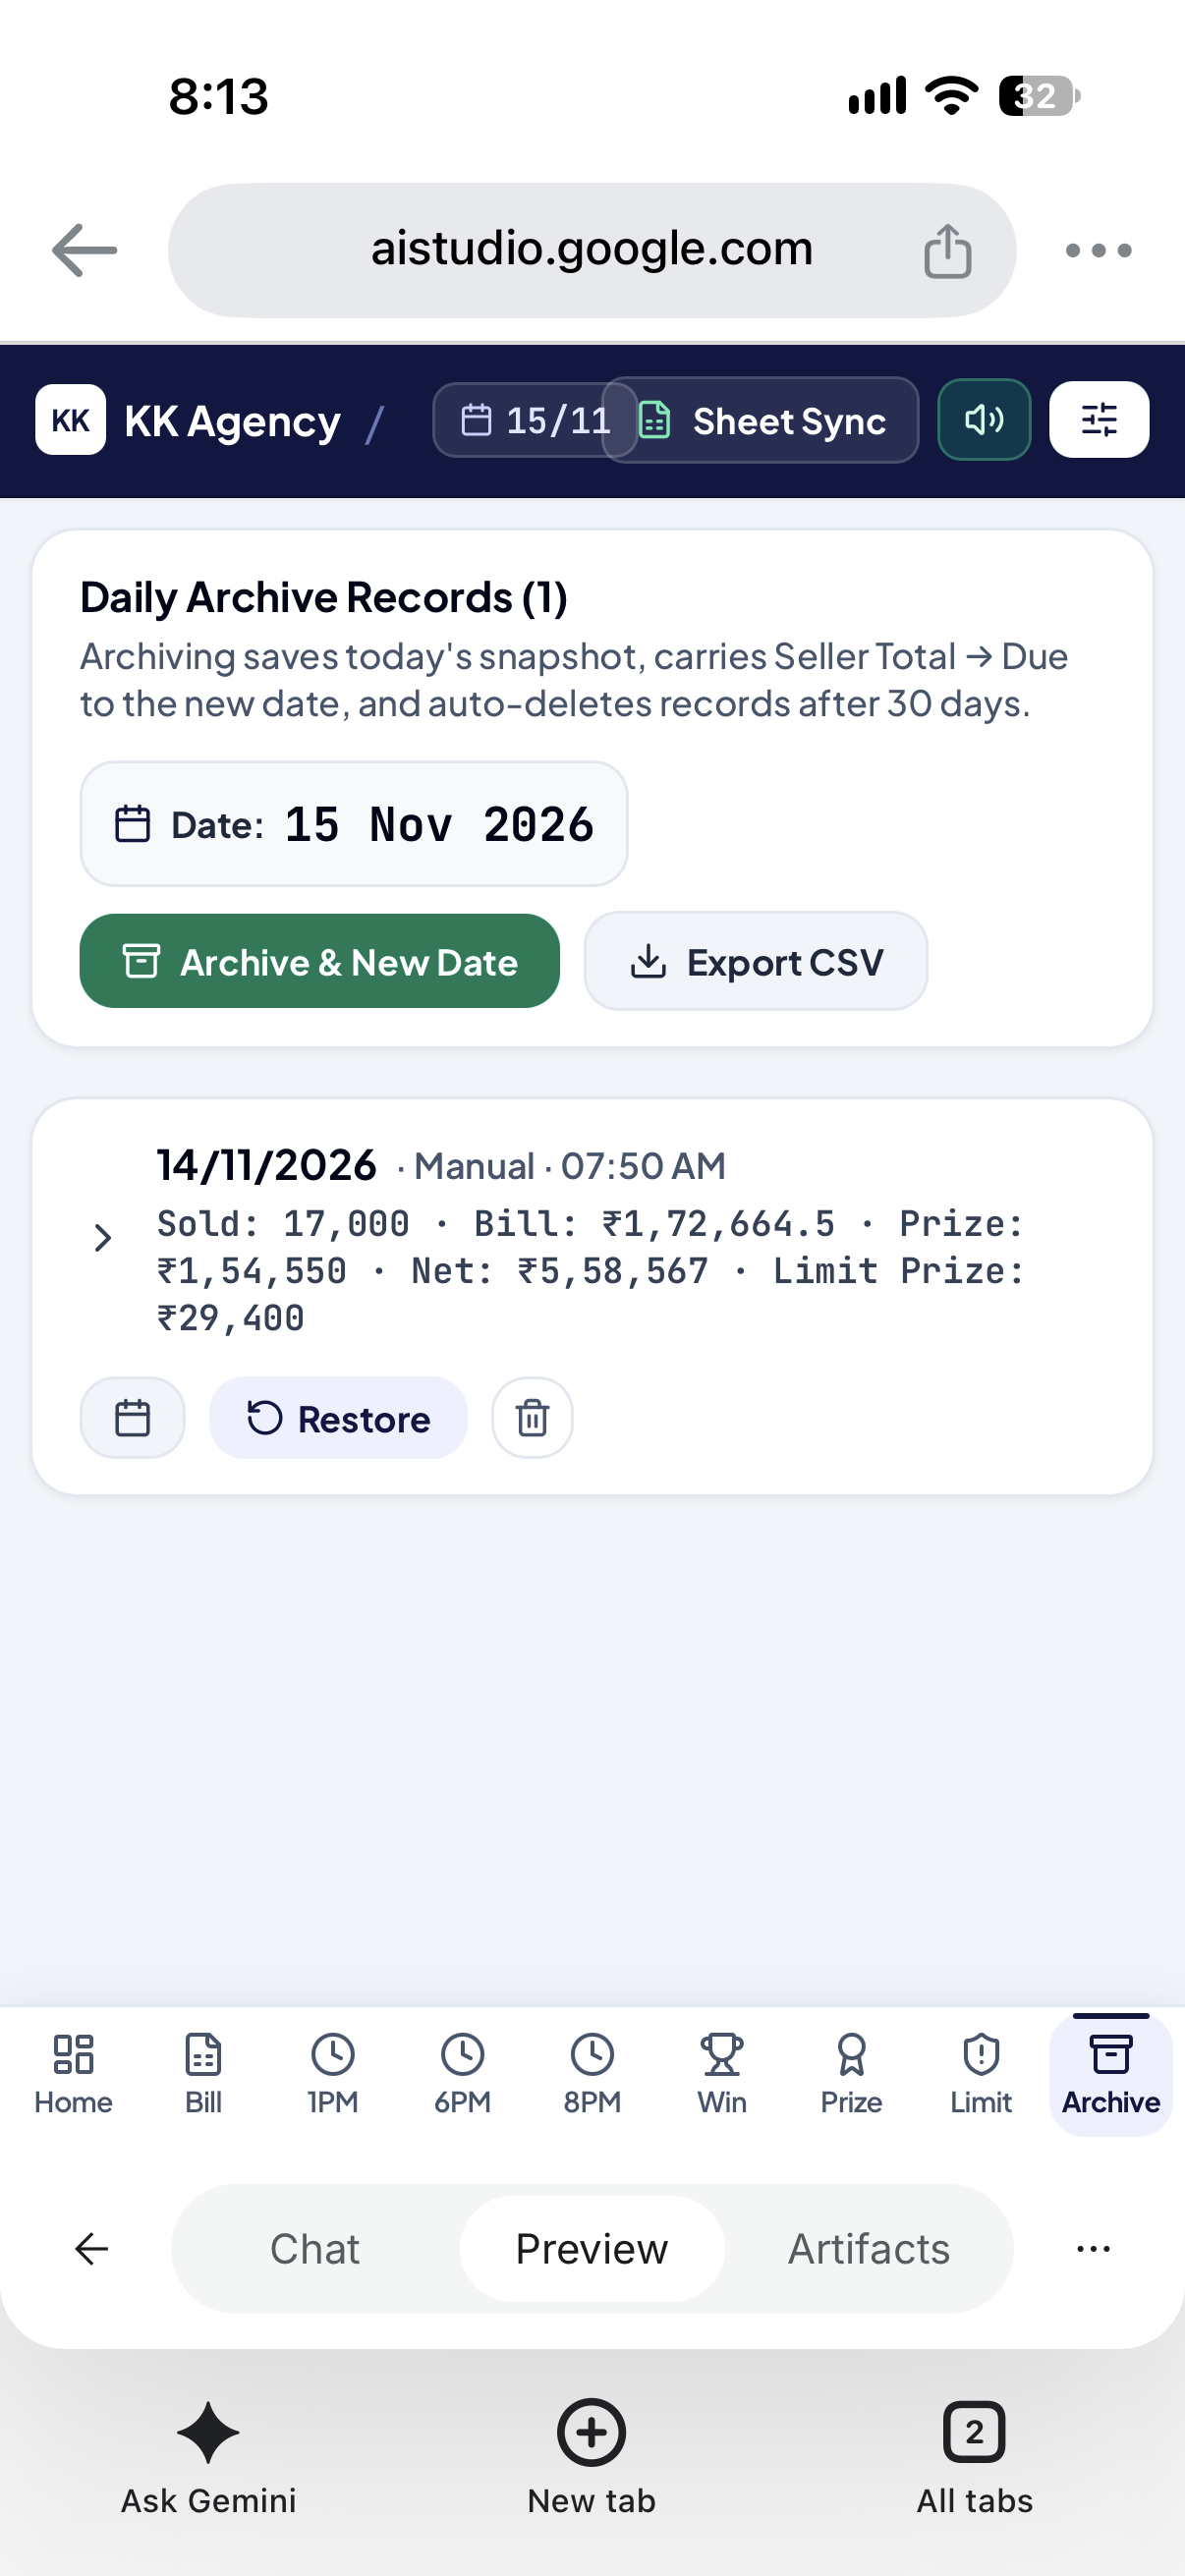 8:13
32
aistudio.google.com
KK KK Agency / 15/11 Sheet Sync
Daily Archive Records (1)
Archiving saves today's snapshot, carries Seller Total → Due
to the new date, and auto-deletes records after 30 days.
Date: 15 Nov 2026
Archive & New Date Export CSV
14/11/2026 · Manual · 07:50 AM
Sold: 17,000 · Bill: ₹1,72,664.5 · Prize:
₹1,54,550 · Net: ₹5,58,567 · Limit Prize:
₹29,400
Restore
Home Bill 1PM 6PM 8PM Win Prize Limit Archive
Chat Preview Artifacts
2
Ask Gemini New tab All tabs